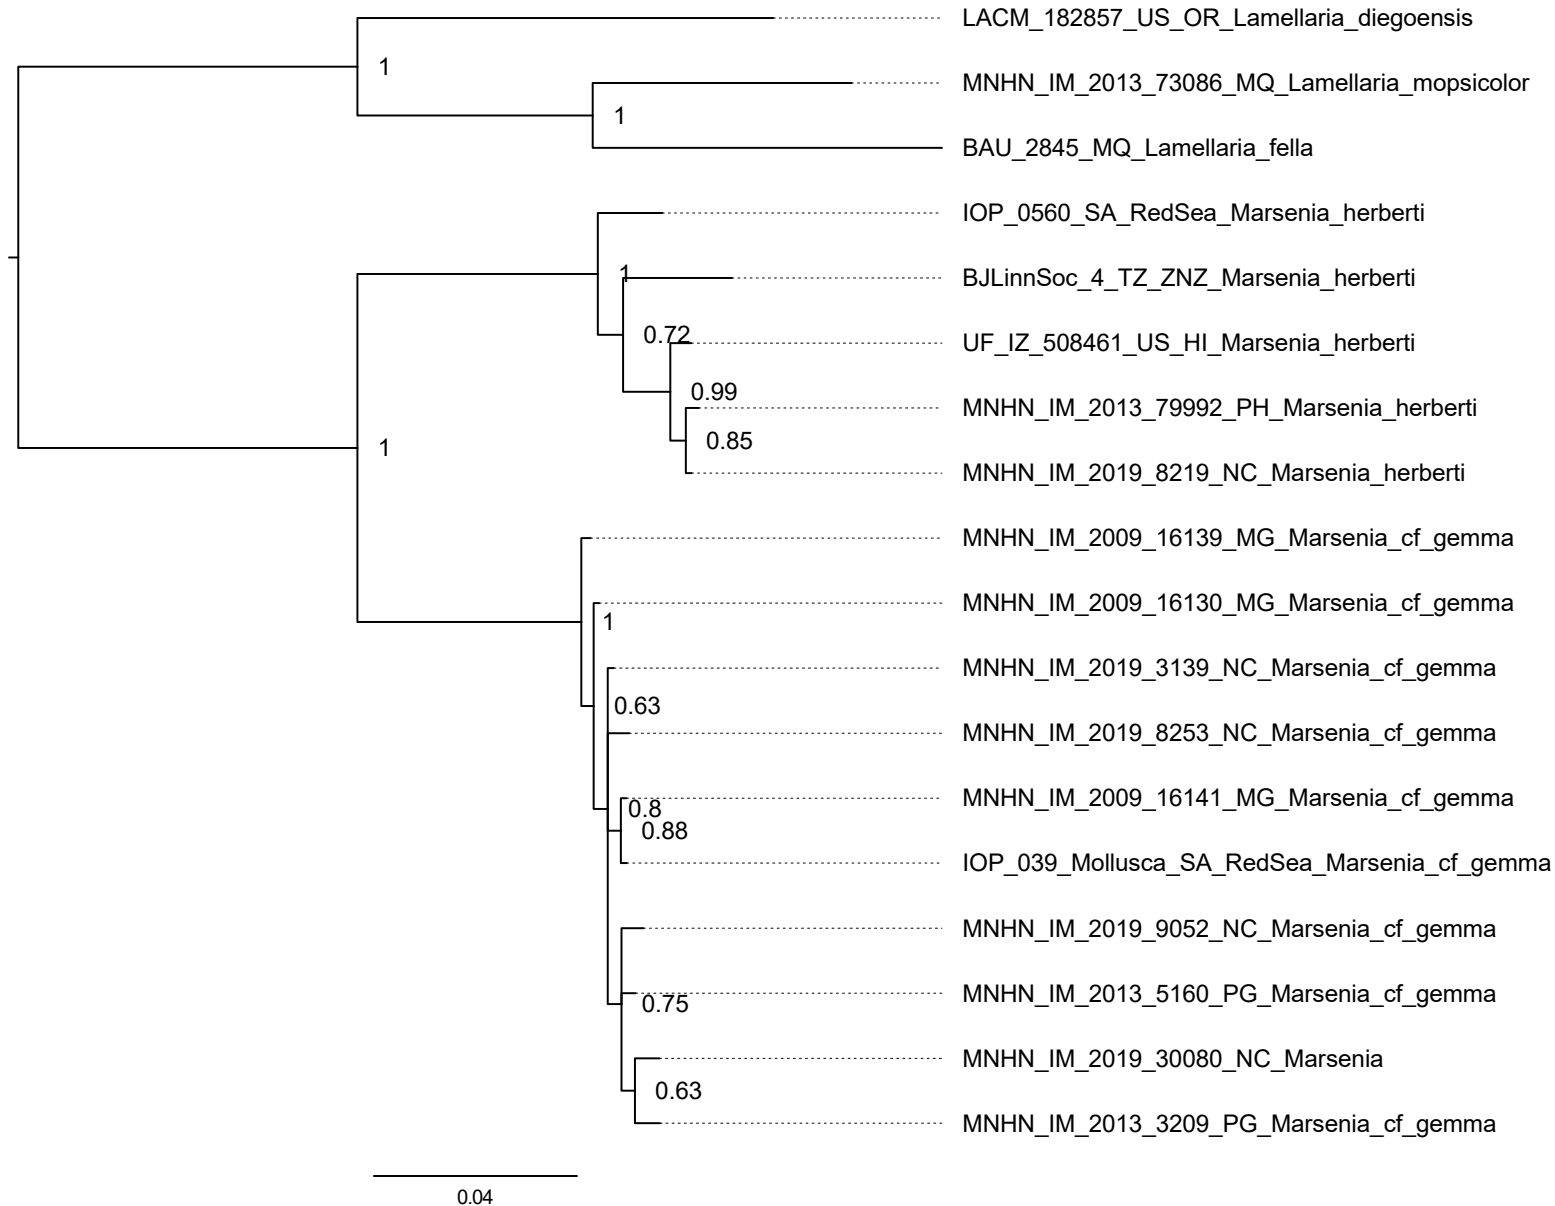 LACM_182857_US_OR_Lamellaria_diegoensis
1
MNHN_IM_2013_73086_MQ_Lamellaria_mopsicolor
1
BAU_2845_MQ_Lamellaria_fella
IOP_0560_SA_RedSea_Marsenia_herberti
1
BJLinnSoc_4_TZ_ZNZ_Marsenia_herberti
0.72
UF_IZ_508461_US_HI_Marsenia_herberti
0.99
MNHN_IM_2013_79992_PH_Marsenia_herberti
0.85
1
MNHN_IM_2019_8219_NC_Marsenia_herberti
MNHN_IM_2009_16139_MG_Marsenia_cf_gemma
MNHN_IM_2009_16130_MG_Marsenia_cf_gemma
1
MNHN_IM_2019_3139_NC_Marsenia_cf_gemma
0.63
MNHN_IM_2019_8253_NC_Marsenia_cf_gemma
MNHN_IM_2009_16141_MG_Marsenia_cf_gemma
0.8
0.88
IOP_039_Mollusca_SA_RedSea_Marsenia_cf_gemma
MNHN_IM_2019_9052_NC_Marsenia_cf_gemma
MNHN_IM_2013_5160_PG_Marsenia_cf_gemma
0.75
MNHN_IM_2019_30080_NC_Marsenia
0.63
MNHN_IM_2013_3209_PG_Marsenia_cf_gemma
0.04